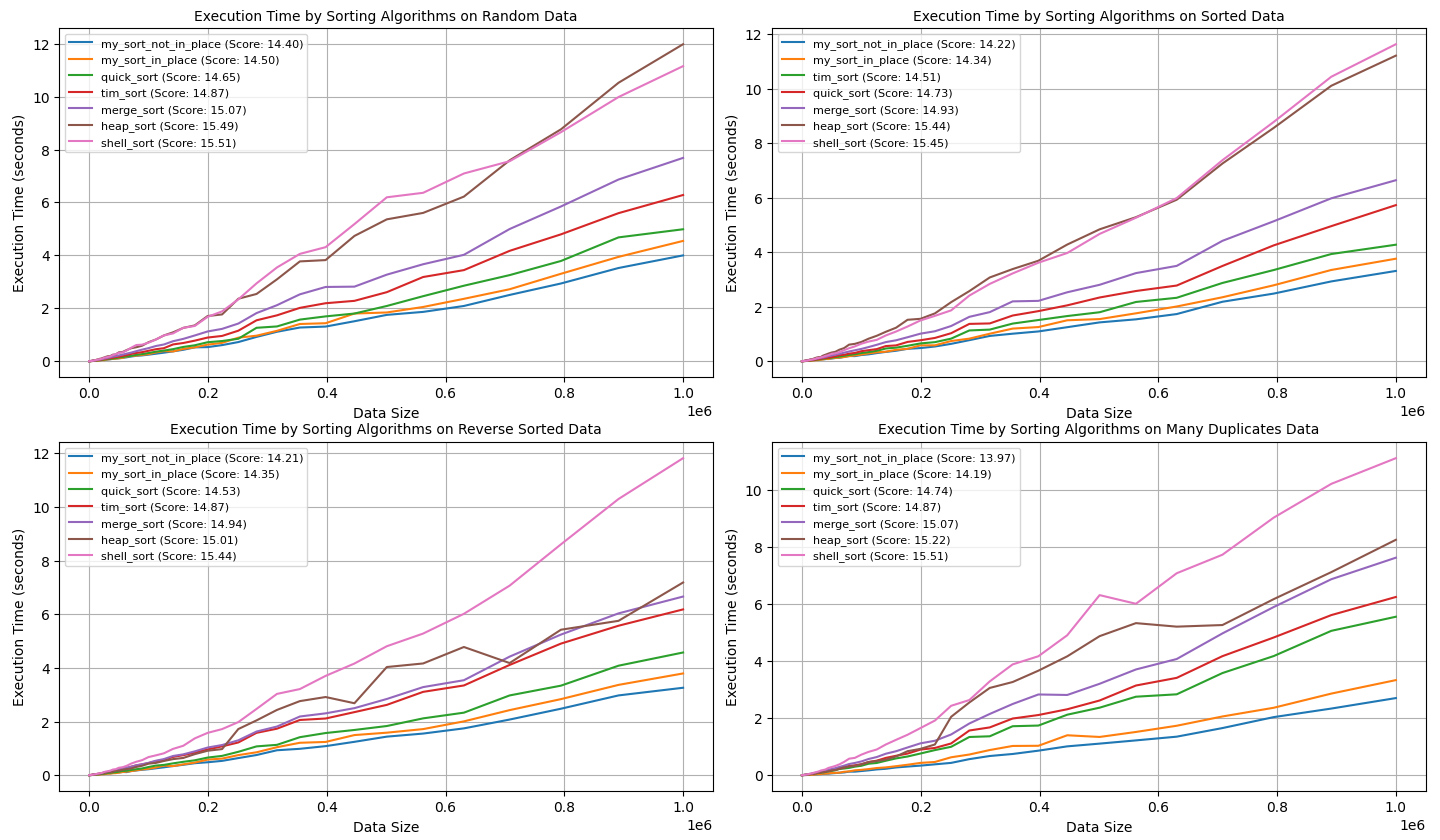 Execution Time by Sorting Algorithms on Random Data
Execution Time (seconds)
12
10
8
6
4
2
0
my_sort_not_in_place (Score: 14.40)
my_sort_in_place (Score: 14.50)
quick_sort (Score: 14.65)
tim_sort (Score: 14.87)
merge_sort (Score: 15.07)
heap_sort (Score: 15.49)
shell_sort (Score: 15.51)
0.0 0.2 0.4 0.6 0.8 1.0
1e6
Data Size
Execution Time by Sorting Algorithms on Sorted Data
Execution Time (seconds)
12
10
8
6
4
2
0
my_sort_not_in_place (Score: 14.22)
my_sort_in_place (Score: 14.34)
tim_sort (Score: 14.51)
quick_sort (Score: 14.73)
merge_sort (Score: 14.93)
heap_sort (Score: 15.44)
shell_sort (Score: 15.45)
0.0 0.2 0.4 0.6 0.8 1.0
1e6
Data Size
Execution Time by Sorting Algorithms on Reverse Sorted Data
Execution Time (seconds)
12
10
8
6
4
2
0
my_sort_not_in_place (Score: 14.21)
my_sort_in_place (Score: 14.35)
quick_sort (Score: 14.53)
tim_sort (Score: 14.87)
merge_sort (Score: 14.94)
heap_sort (Score: 15.01)
shell_sort (Score: 15.44)
0.0 0.2 0.4 0.6 0.8 1.0
1e6
Data Size
Execution Time by Sorting Algorithms on Many Duplicates Data
Execution Time (seconds)
10
8
6
4
2
0
my_sort_not_in_place (Score: 13.97)
my_sort_in_place (Score: 14.19)
quick_sort (Score: 14.74)
tim_sort (Score: 14.87)
merge_sort (Score: 15.07)
heap_sort (Score: 15.22)
shell_sort (Score: 15.51)
0.0 0.2 0.4 0.6 0.8 1.0
1e6
Data Size